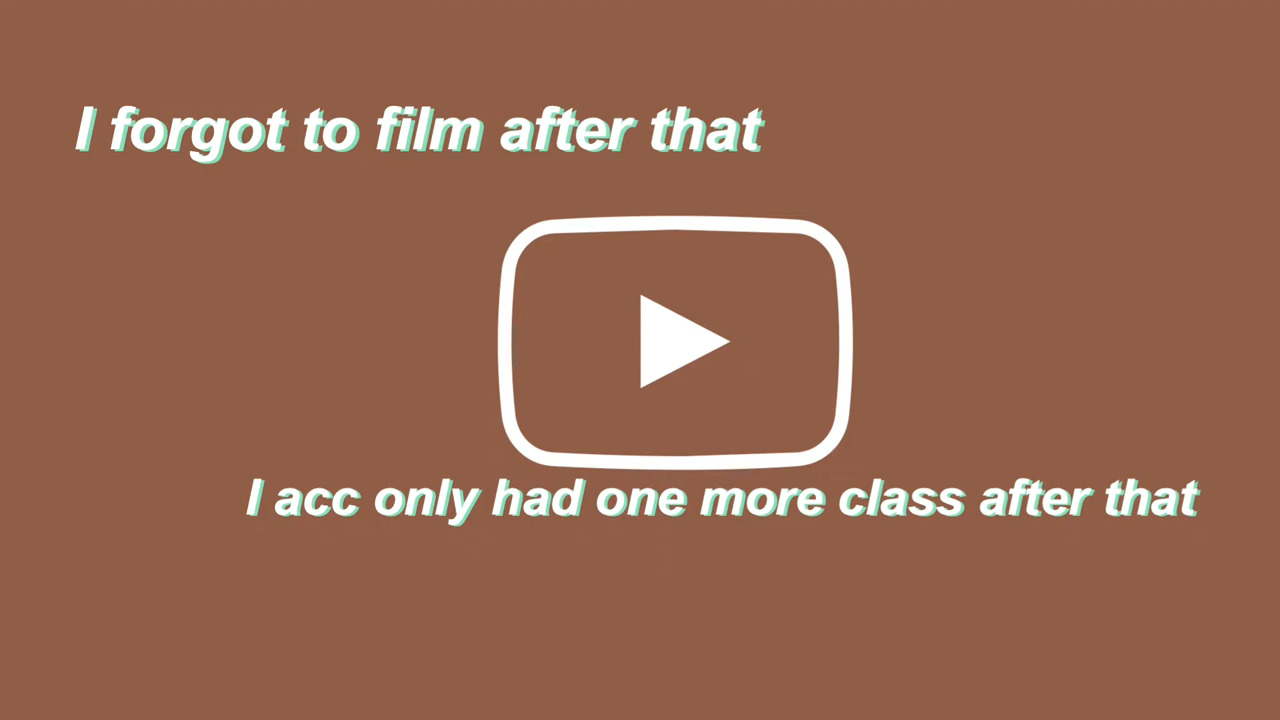 I forgot to film after that
I acc only had one more class after that